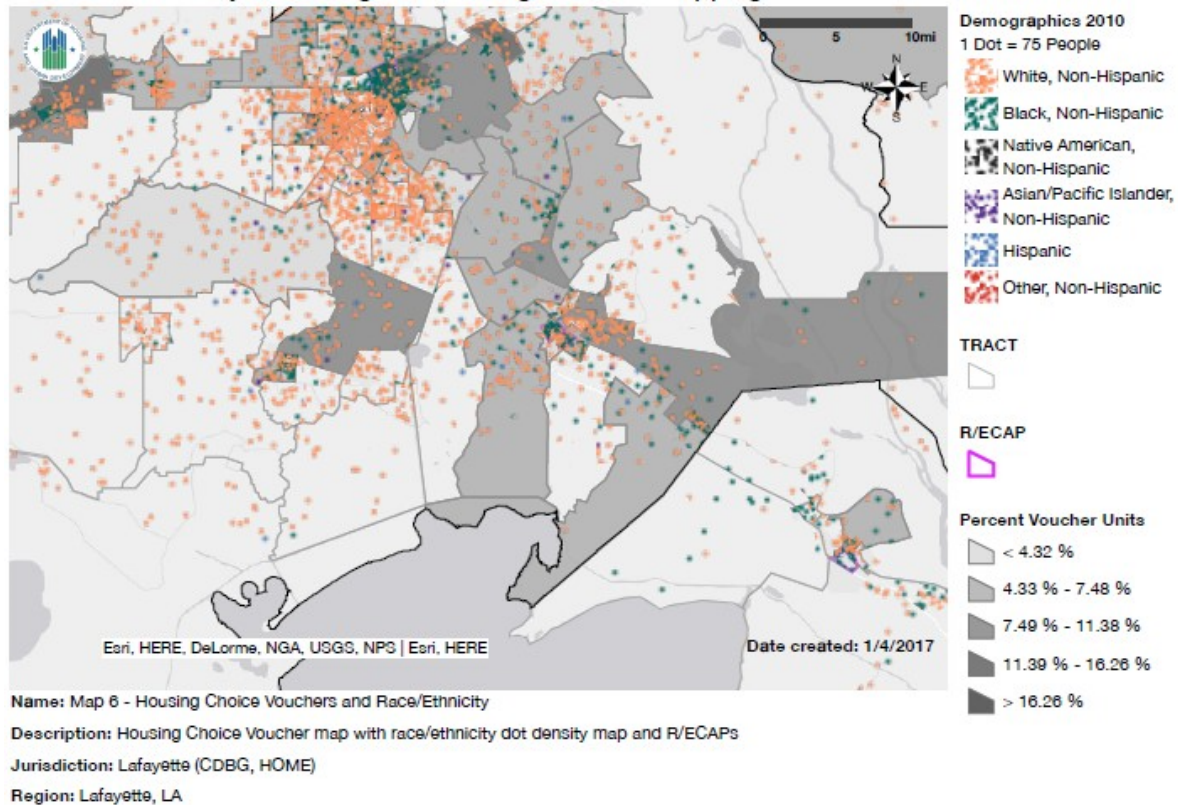 0 5 10mi
N
W E
S
Esri, HERE, DeLorme, NGA, USGS, NPS | Esri, HERE
Date created: 1/4/2017
Demographics 2010
1 Dot = 75 People
White, Non-Hispanic
Black, Non-Hispanic
Native American,
Non-Hispanic
Asian/Pacific Islander,
Non-Hispanic
Hispanic
Other, Non-Hispanic
TRACT
R/ECAP
Percent Voucher Units
< 4.32 %
4.33 % - 7.48 %
7.49 % - 11.38 %
11.39 % - 16.26 %
> 16.26 %
Name: Map 6 - Housing Choice Vouchers and Race/Ethnicity
Description: Housing Choice Voucher map with race/ethnicity dot density map and R/ECAPs
Jurisdiction: Lafayette (CDBG, HOME)
Region: Lafayette, LA